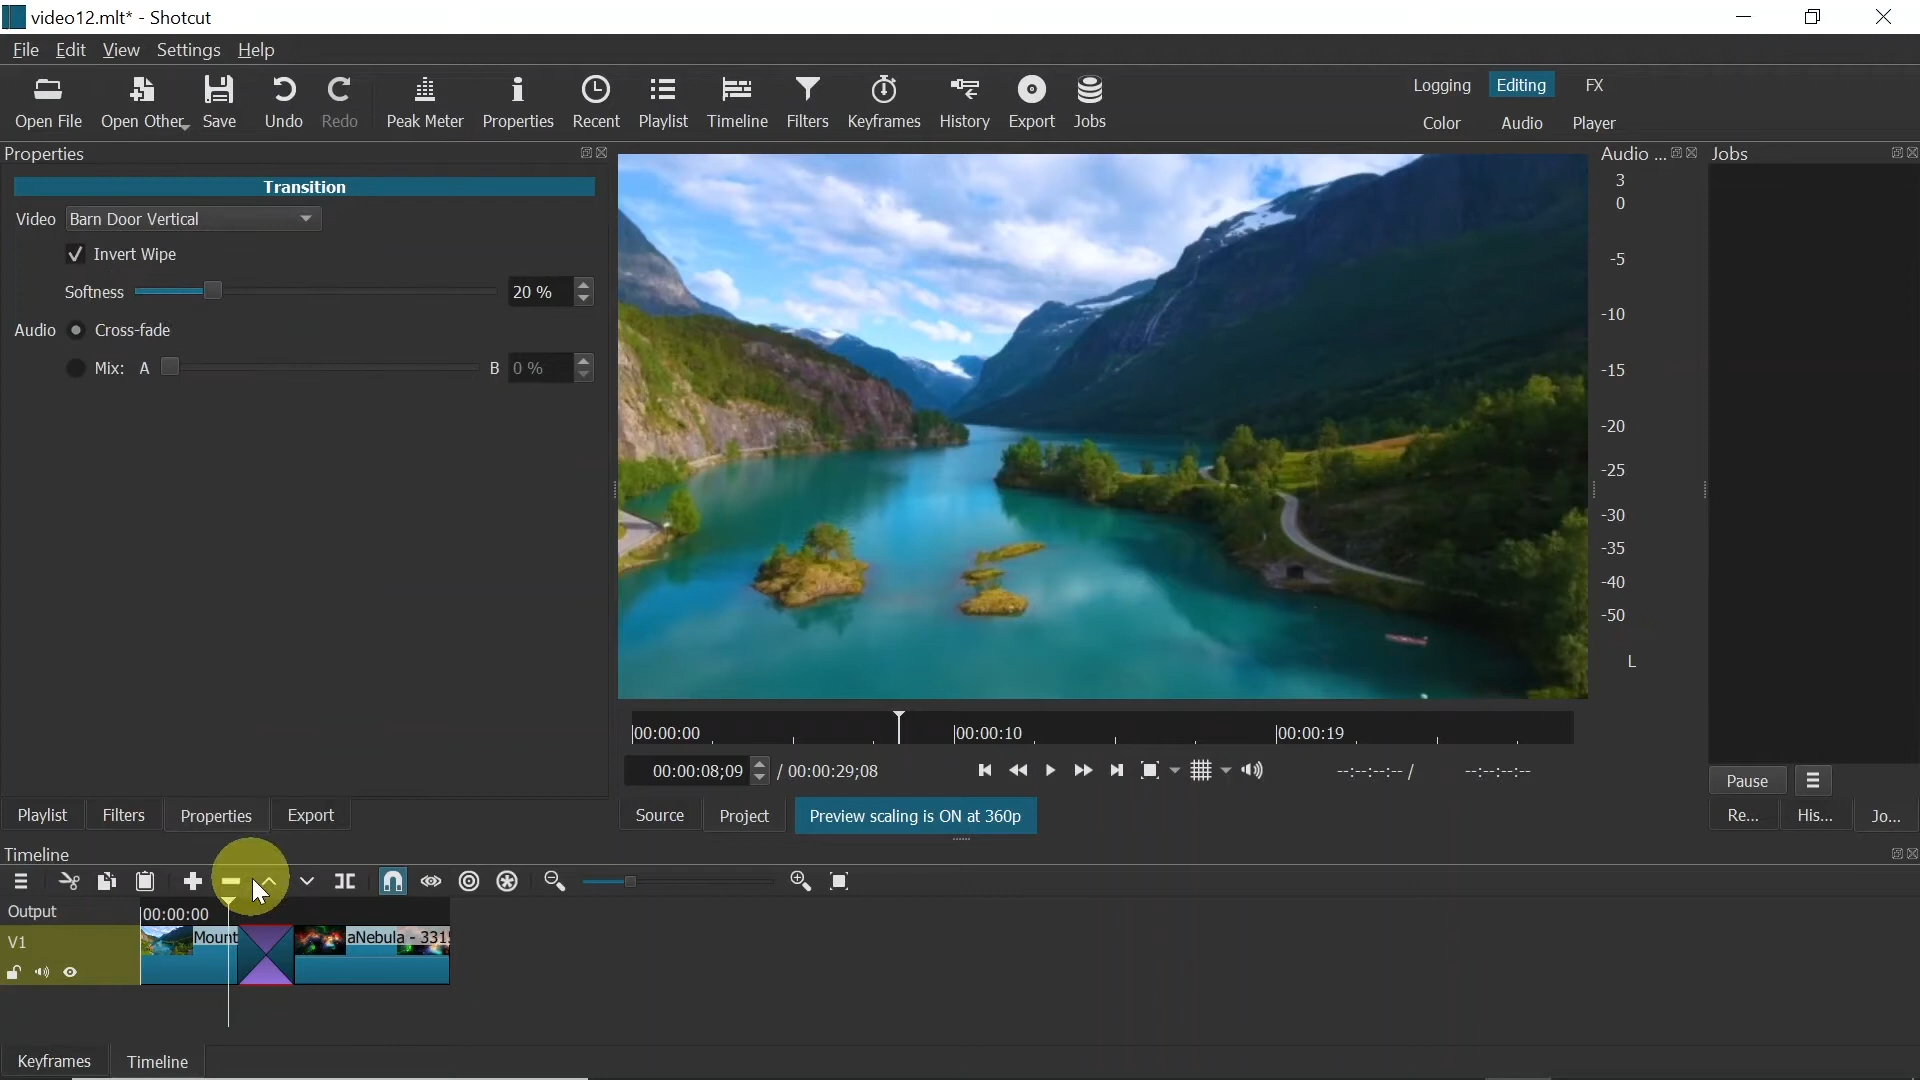 video12.mlt* - Shotcut
File Edit View Settings Help
Open File Open Other Save Undo Redo Peak Meter Properties Recent Playlist Timeline Filters Keyframes History Export Jobs
Logging Editing FX
Color Audio Player
Properties
Transition
Video Barn Door Vertical
Invert Wipe
Softness 20 %
Audio Cross-fade
Mix: A B 0 %
Audio ...
3
0
-5
-10
-15
-20
-25
-30
-35
-40
-50
L
Jobs
00:00:00 00:00:10 00:00:19
00:00:08;09 / 00:00:29;08 --:--:--:-- / --:--:--:--
Pause
Playlist Filters Properties Export
Source Project Preview scaling is ON at 360p
Re... His... Jo...
Timeline
Output 00:00:00
V1 Mount aNebula - 331
Keyframes Timeline